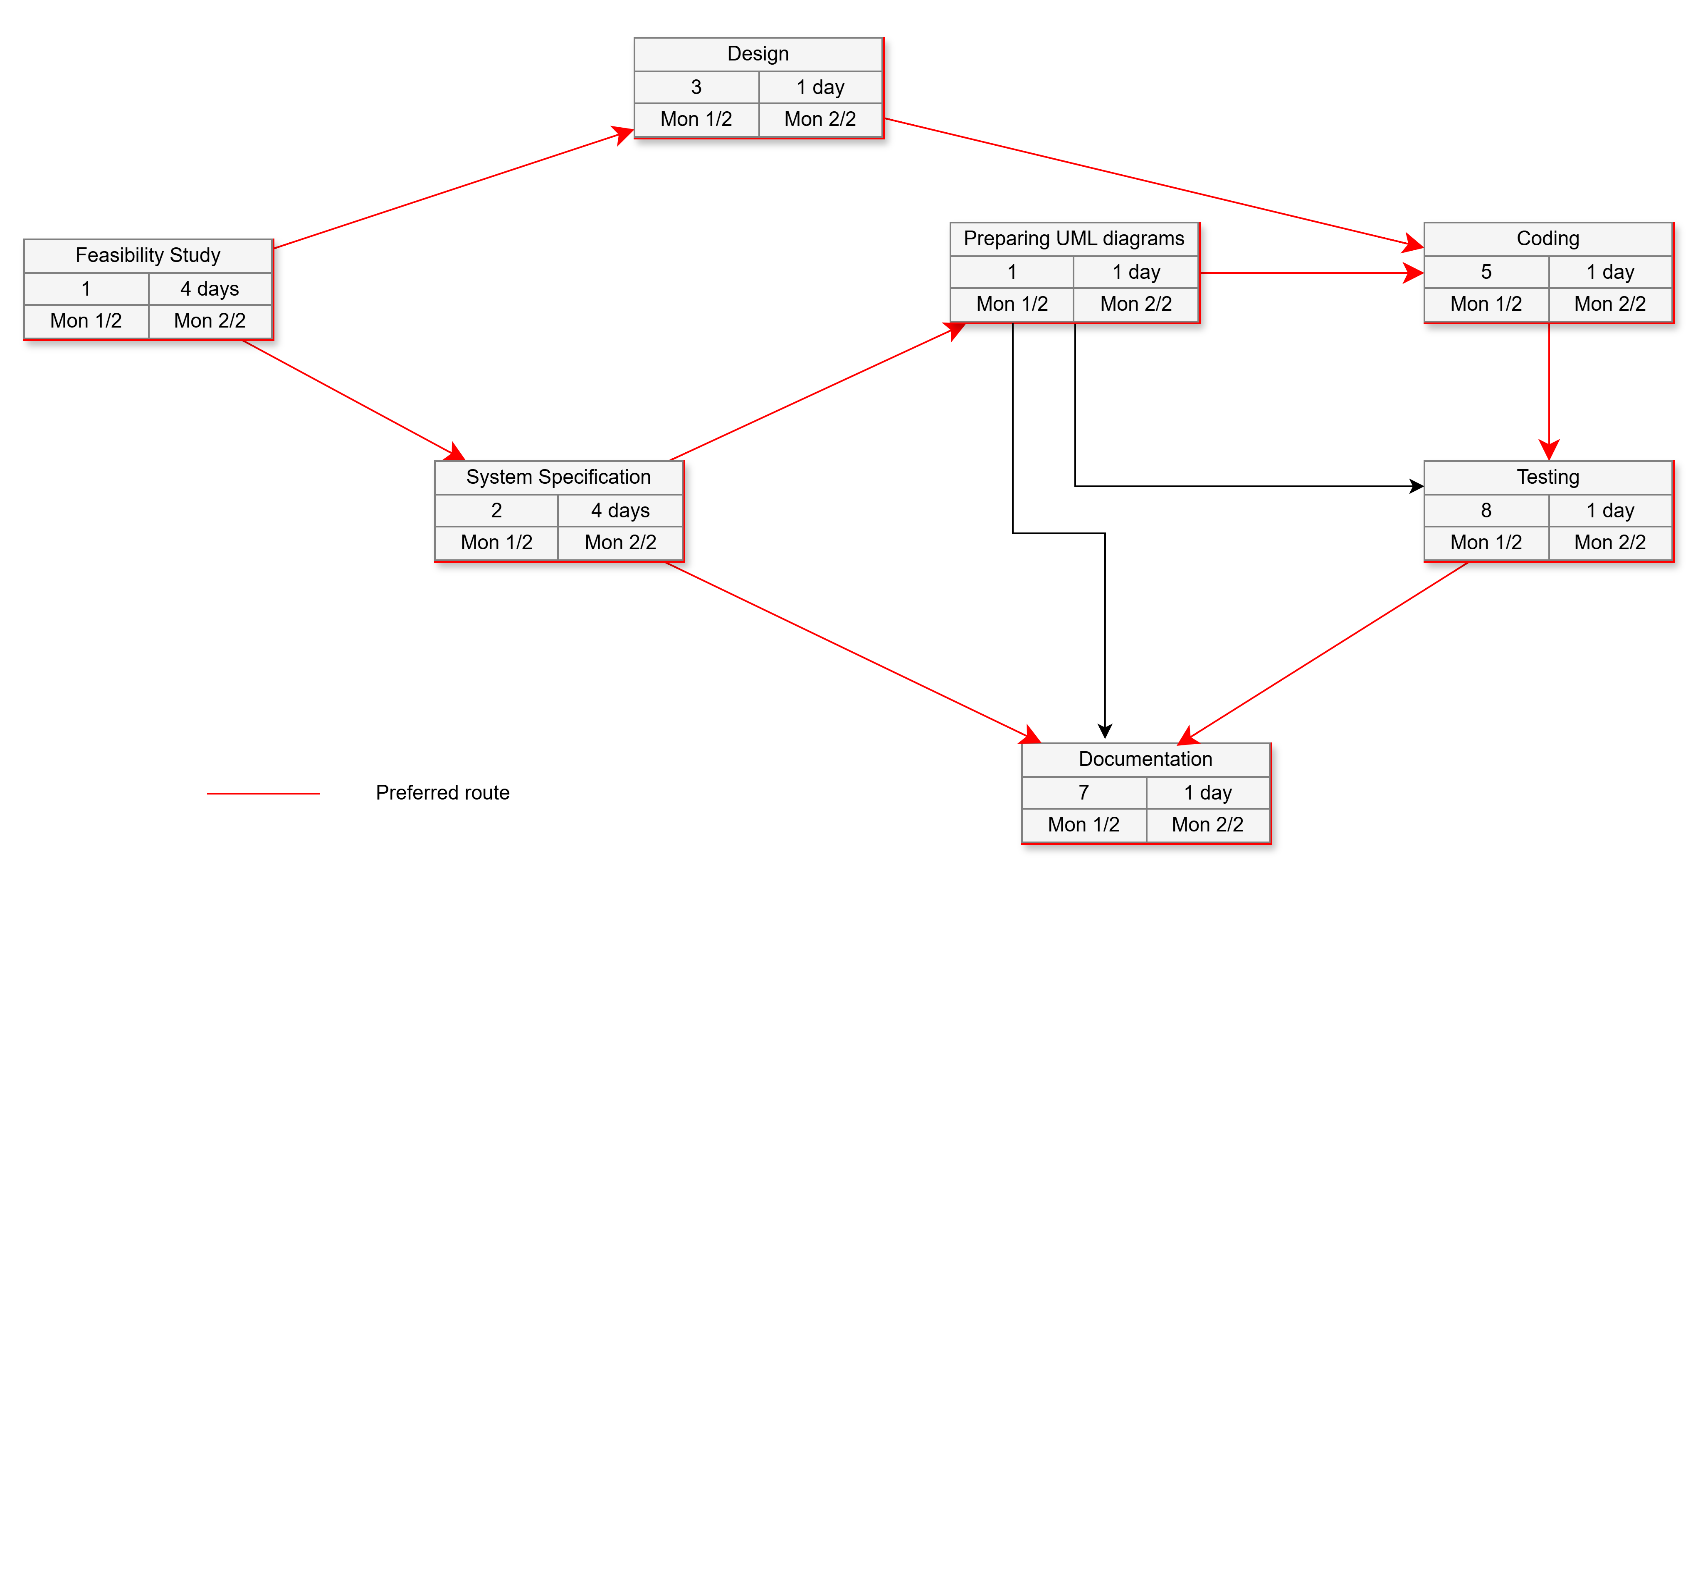 Design
3 1 day
Mon 1/2 Mon 2/2
Feasibility Study
1 4 days
Mon 1/2 Mon 2/2
Preparing UML diagrams
1 1 day
Mon 1/2 Mon 2/2
Coding
5 1 day
Mon 1/2 Mon 2/2
System Specification
2 4 days
Mon 1/2 Mon 2/2
Testing
8 1 day
Mon 1/2 Mon 2/2
Documentation
7 1 day
Mon 1/2 Mon 2/2
Preferred route